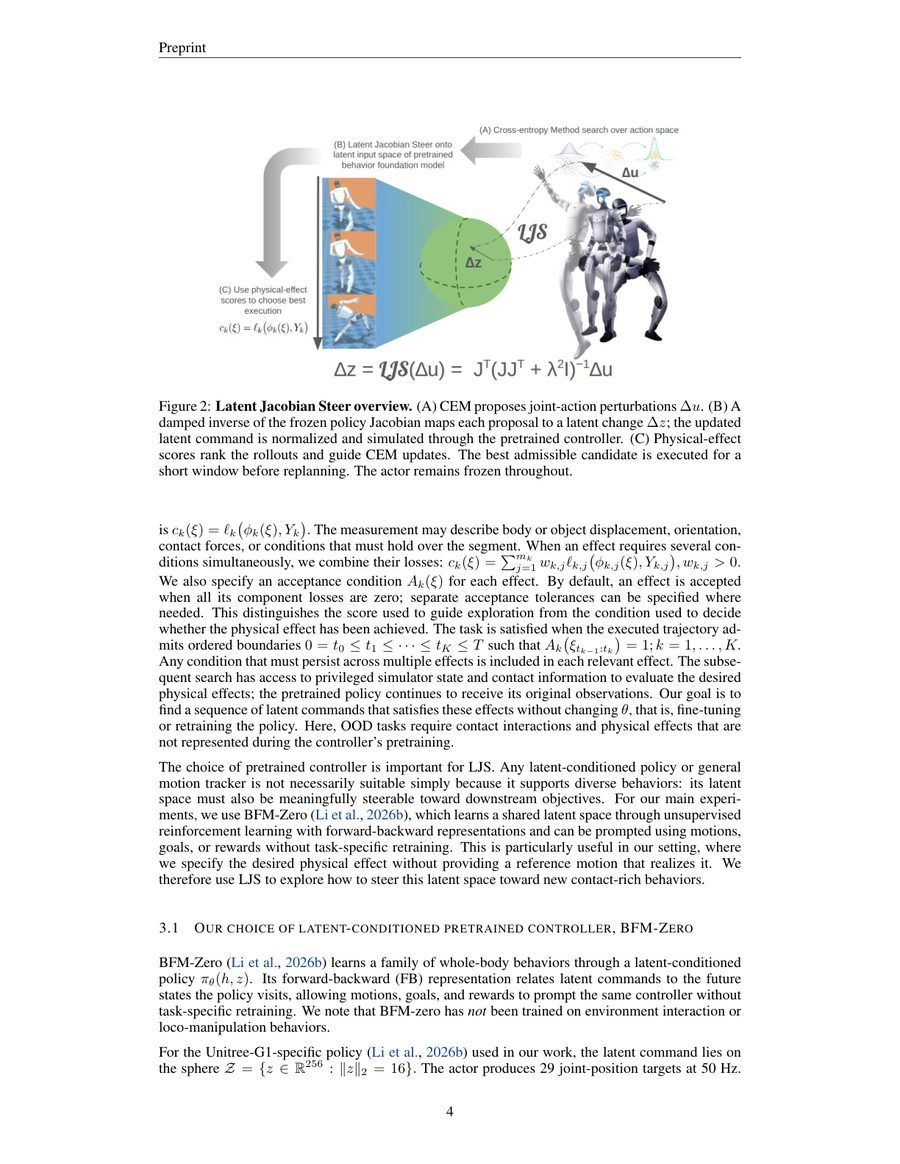 Preprint
(A) Cross-entropy Method search over action space
(B) Latent Jacobian Steer onto
latent input space of pretrained
behavior foundation model
Δu
LJS
Δz
(C) Use physical-effect
scores to choose best
execution
c_k(ξ) = ℓ_k(ϕ_k(ξ), Y_k)
Δz = LJS(Δu) = Jᵀ(JJᵀ + λ²I)⁻¹Δu
Figure 2: Latent Jacobian Steer overview. (A) CEM proposes joint-action perturbations Δu. (B) A
damped inverse of the frozen policy Jacobian maps each proposal to a latent change Δz; the updated
latent command is normalized and simulated through the pretrained controller. (C) Physical-effect
scores rank the rollouts and guide CEM updates. The best admissible candidate is executed for a
short window before replanning. The actor remains frozen throughout.
is c_k(ξ) = ℓ_k(ϕ_k(ξ), Y_k). The measurement may describe body or object displacement, orientation,
contact forces, or conditions that must hold over the segment. When an effect requires several con-
ditions simultaneously, we combine their losses: c_k(ξ) = ∑_{j=1}^{m_k} w_{k,j}ℓ_{k,j}(ϕ_{k,j}(ξ), Y_{k,j}), w_{k,j} > 0.
We also specify an acceptance condition A_k(ξ) for each effect. By default, an effect is accepted
when all its component losses are zero; separate acceptance tolerances can be specified where
needed. This distinguishes the score used to guide exploration from the condition used to decide
whether the physical effect has been achieved. The task is satisfied when the executed trajectory ad-
mits ordered boundaries 0 = t_0 ≤ t_1 ≤ ⋯ ≤ t_K ≤ T such that A_k(ξ_{t_{k−1}:t_k}) = 1; k = 1, . . . , K.
Any condition that must persist across multiple effects is included in each relevant effect. The subse-
quent search has access to privileged simulator state and contact information to evaluate the desired
physical effects; the pretrained policy continues to receive its original observations. Our goal is to
find a sequence of latent commands that satisfies these effects without changing θ, that is, fine-tuning
or retraining the policy. Here, OOD tasks require contact interactions and physical effects that are
not represented during the controller's pretraining.
The choice of pretrained controller is important for LJS. Any latent-conditioned policy or general
motion tracker is not necessarily suitable simply because it supports diverse behaviors: its latent
space must also be meaningfully steerable toward downstream objectives. For our main experi-
ments, we use BFM-Zero (Li et al., 2026b), which learns a shared latent space through unsupervised
reinforcement learning with forward-backward representations and can be prompted using motions,
goals, or rewards without task-specific retraining. This is particularly useful in our setting, where
we specify the desired physical effect without providing a reference motion that realizes it. We
therefore use LJS to explore how to steer this latent space toward new contact-rich behaviors.
3.1 OUR CHOICE OF LATENT-CONDITIONED PRETRAINED CONTROLLER, BFM-ZERO
BFM-Zero (Li et al., 2026b) learns a family of whole-body behaviors through a latent-conditioned
policy π_θ(h, z). Its forward-backward (FB) representation relates latent commands to the future
states the policy visits, allowing motions, goals, and rewards to prompt the same controller without
task-specific retraining. We note that BFM-zero has not been trained on environment interaction or
loco-manipulation behaviors.
For the Unitree-G1-specific policy (Li et al., 2026b) used in our work, the latent command lies on
the sphere 𝒵 = {z ∈ ℝ²⁵⁶ : ‖z‖₂ = 16}. The actor produces 29 joint-position targets at 50 Hz.
4